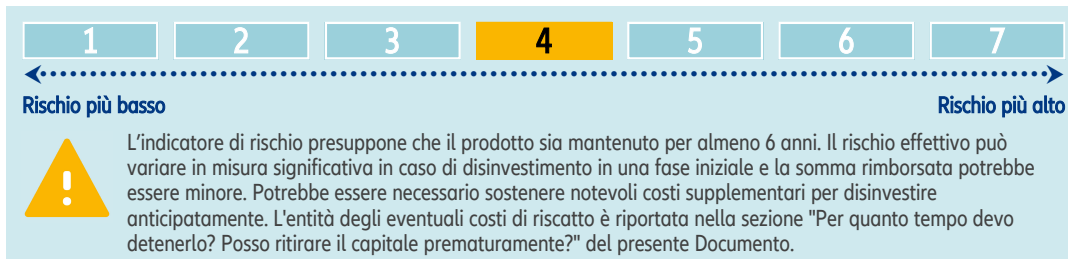 1 2 3 4 5 6 7
Rischio più basso Rischio più alto
L'indicatore di rischio presuppone che il prodotto sia mantenuto per almeno 6 anni. Il rischio effettivo può
variare in misura significativa in caso di disinvestimento in una fase iniziale e la somma rimborsata potrebbe
essere minore. Potrebbe essere necessario sostenere notevoli costi supplementari per disinvestire
anticipatamente. L'entità degli eventuali costi di riscatto è riportata nella sezione "Per quanto tempo devo
detenerlo? Posso ritirare il capitale prematuramente?" del presente Documento.